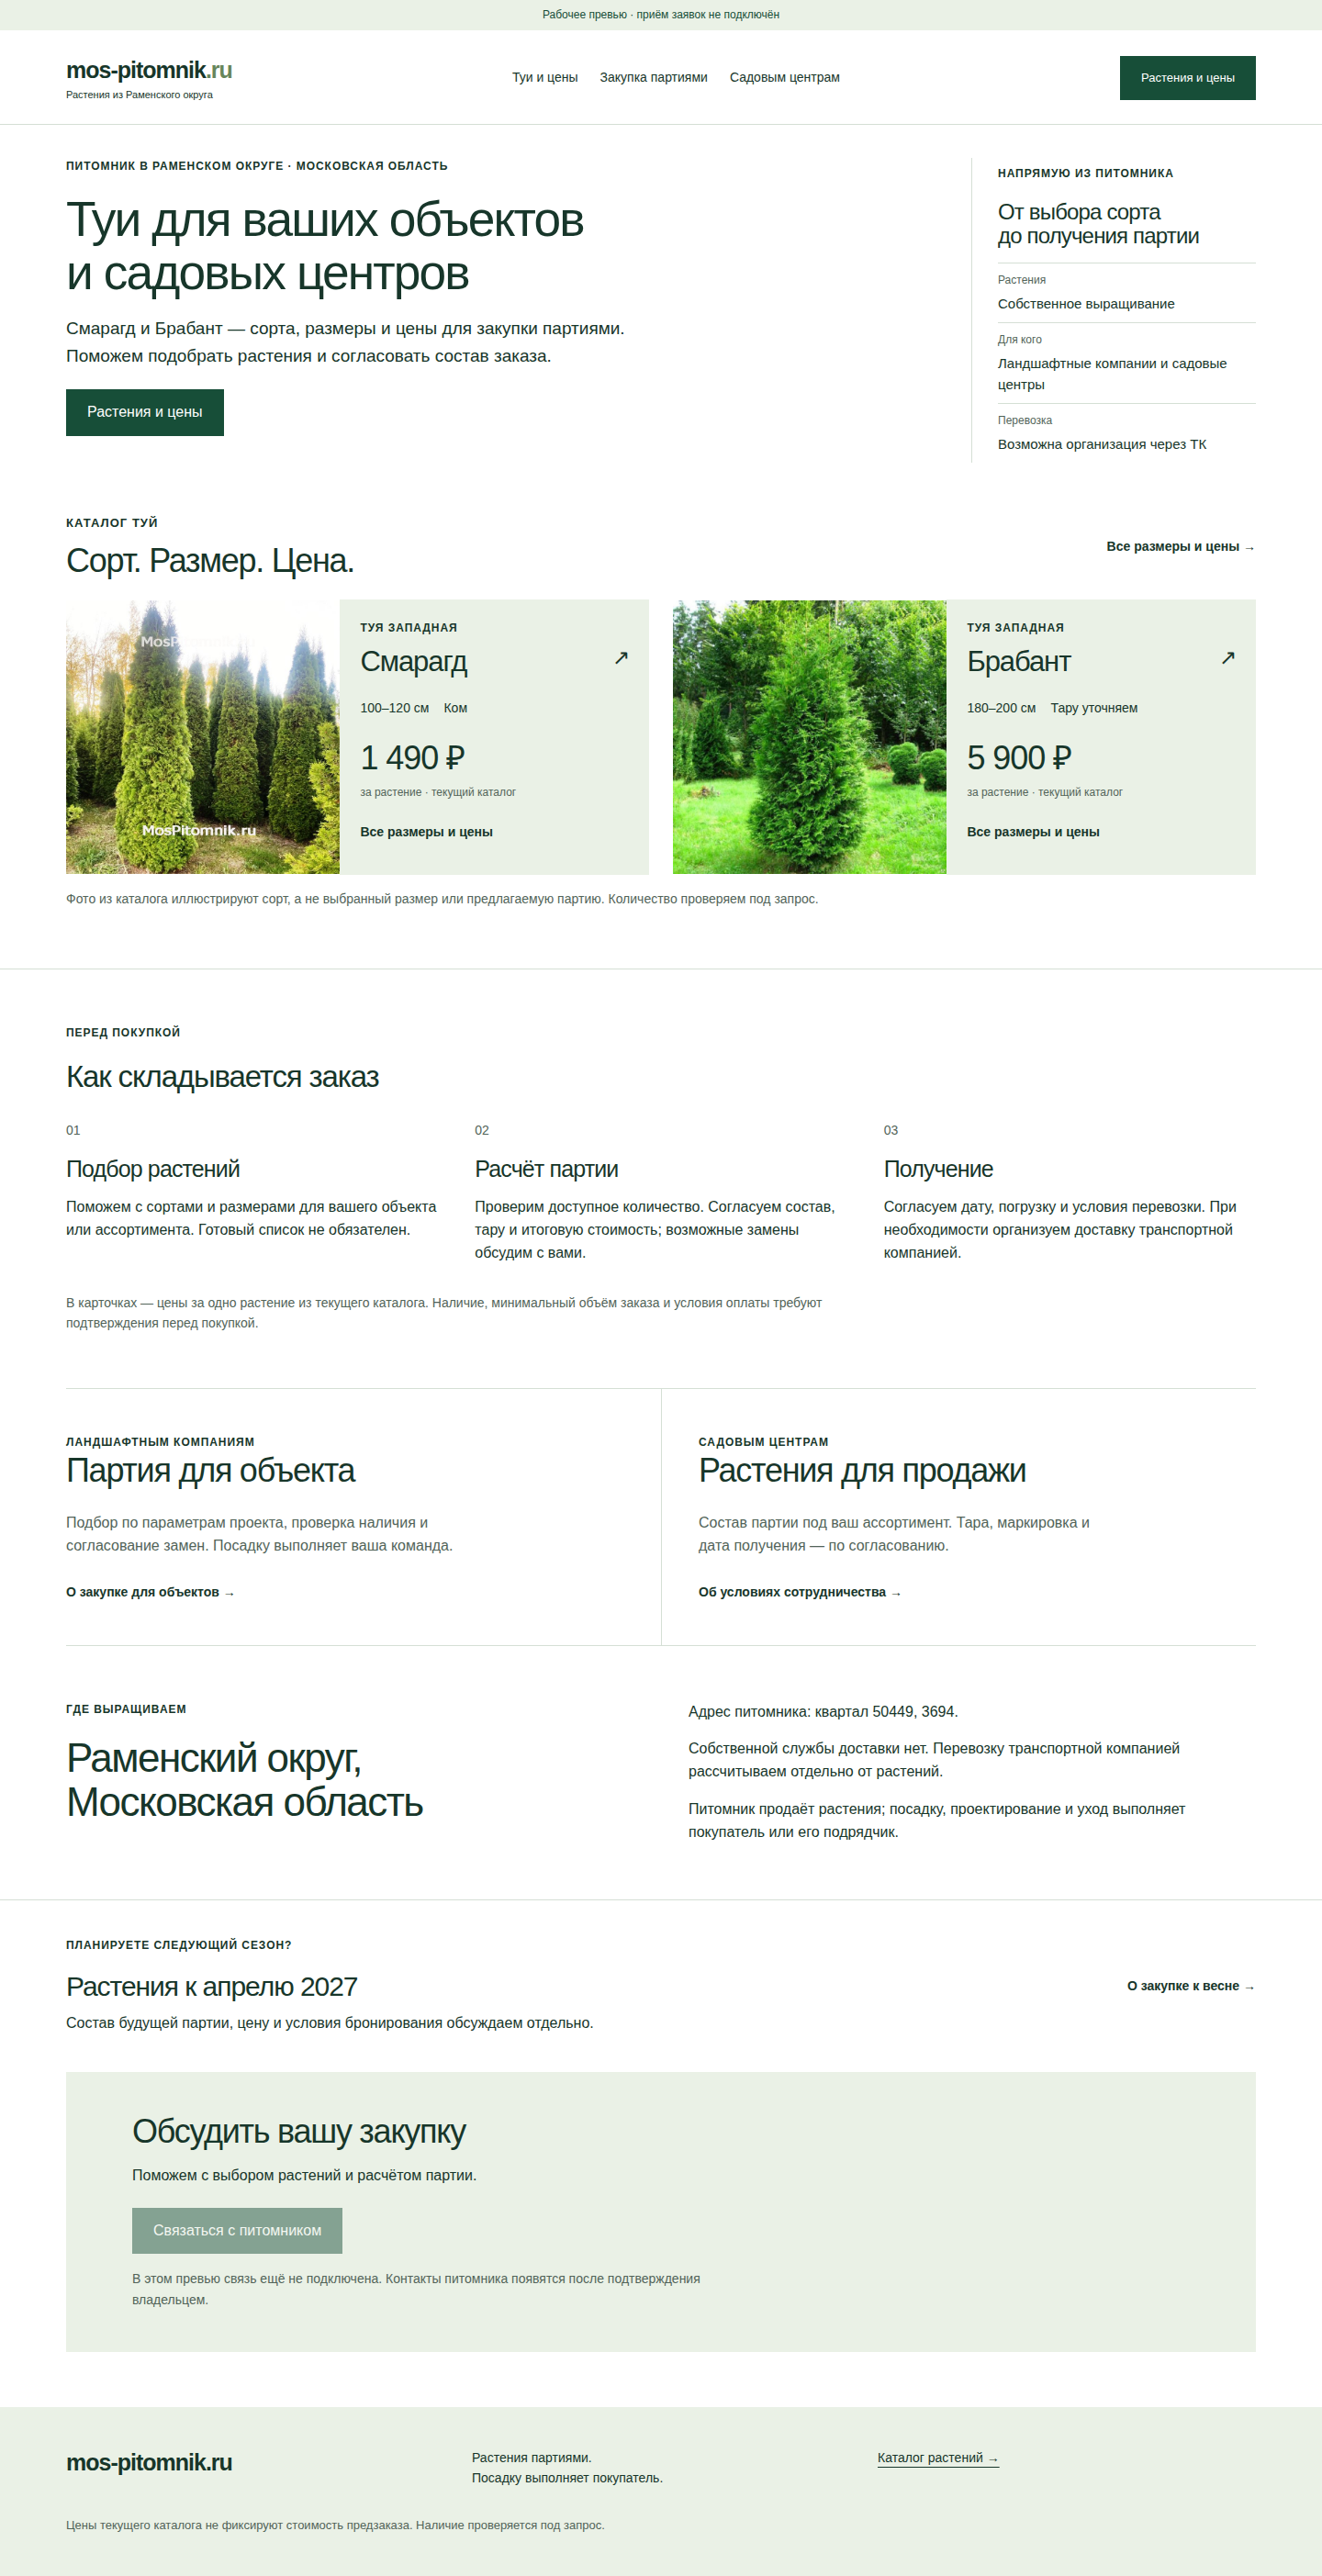 Рабочее превью · приём заявок не подключён
mos-pitomnik.ru
Растения из Раменского округа
Туи и цены
Закупка партиями
Садовым центрам
Растения и цены
ПИТОМНИК В РАМЕНСКОМ ОКРУГЕ · МОСКОВСКАЯ ОБЛАСТЬ
Туи для ваших объектов
и садовых центров
Смарагд и Брабант — сорта, размеры и цены для закупки партиями.
Поможем подобрать растения и согласовать состав заказа.
Растения и цены
НАПРЯМУЮ ИЗ ПИТОМНИКА
От выбора сорта
до получения партии
Растения
Собственное выращивание
Для кого
Ландшафтные компании и садовые
центры
Перевозка
Возможна организация через ТК
КАТАЛОГ ТУЙ
Сорт. Размер. Цена.
Все размеры и цены →
MosPitomnik.ru
ТУЯ ЗАПАДНАЯ
Смарагд ↗
100–120 см Ком
1 490 ₽
за растение · текущий каталог
Все размеры и цены
ТУЯ ЗАПАДНАЯ
Брабант ↗
180–200 см Тару уточняем
5 900 ₽
за растение · текущий каталог
Все размеры и цены
Фото из каталога иллюстрируют сорт, а не выбранный размер или предлагаемую партию. Количество проверяем под запрос.
ПЕРЕД ПОКУПКОЙ
Как складывается заказ
01
Подбор растений
Поможем с сортами и размерами для вашего объекта
или ассортимента. Готовый список не обязателен.
02
Расчёт партии
Проверим доступное количество. Согласуем состав,
тару и итоговую стоимость; возможные замены
обсудим с вами.
03
Получение
Согласуем дату, погрузку и условия перевозки. При
необходимости организуем доставку транспортной
компанией.
В карточках — цены за одно растение из текущего каталога. Наличие, минимальный объём заказа и условия оплаты требуют
подтверждения перед покупкой.
ЛАНДШАФТНЫМ КОМПАНИЯМ
Партия для объекта
Подбор по параметрам проекта, проверка наличия и
согласование замен. Посадку выполняет ваша команда.
О закупке для объектов →
САДОВЫМ ЦЕНТРАМ
Растения для продажи
Состав партии под ваш ассортимент. Тара, маркировка и
дата получения — по согласованию.
Об условиях сотрудничества →
ГДЕ ВЫРАЩИВАЕМ
Раменский округ,
Московская область
Адрес питомника: квартал 50449, 3694.
Собственной службы доставки нет. Перевозку транспортной компанией
рассчитываем отдельно от растений.
Питомник продаёт растения; посадку, проектирование и уход выполняет
покупатель или его подрядчик.
ПЛАНИРУЕТЕ СЛЕДУЮЩИЙ СЕЗОН?
Растения к апрелю 2027
Состав будущей партии, цену и условия бронирования обсуждаем отдельно.
О закупке к весне →
Обсудить вашу закупку
Поможем с выбором растений и расчётом партии.
Связаться с питомником
В этом превью связь ещё не подключена. Контакты питомника появятся после подтверждения
владельцем.
mos-pitomnik.ru
Растения партиями.
Посадку выполняет покупатель.
Каталог растений →
Цены текущего каталога не фиксируют стоимость предзаказа. Наличие проверяется под запрос.